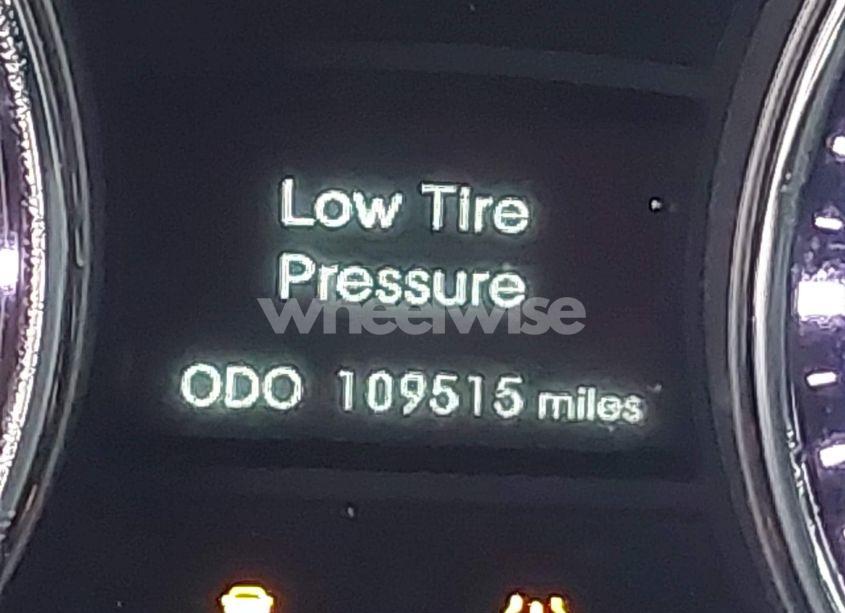 Low Tire
Pressure
wheelwise
ODO 109515 miles